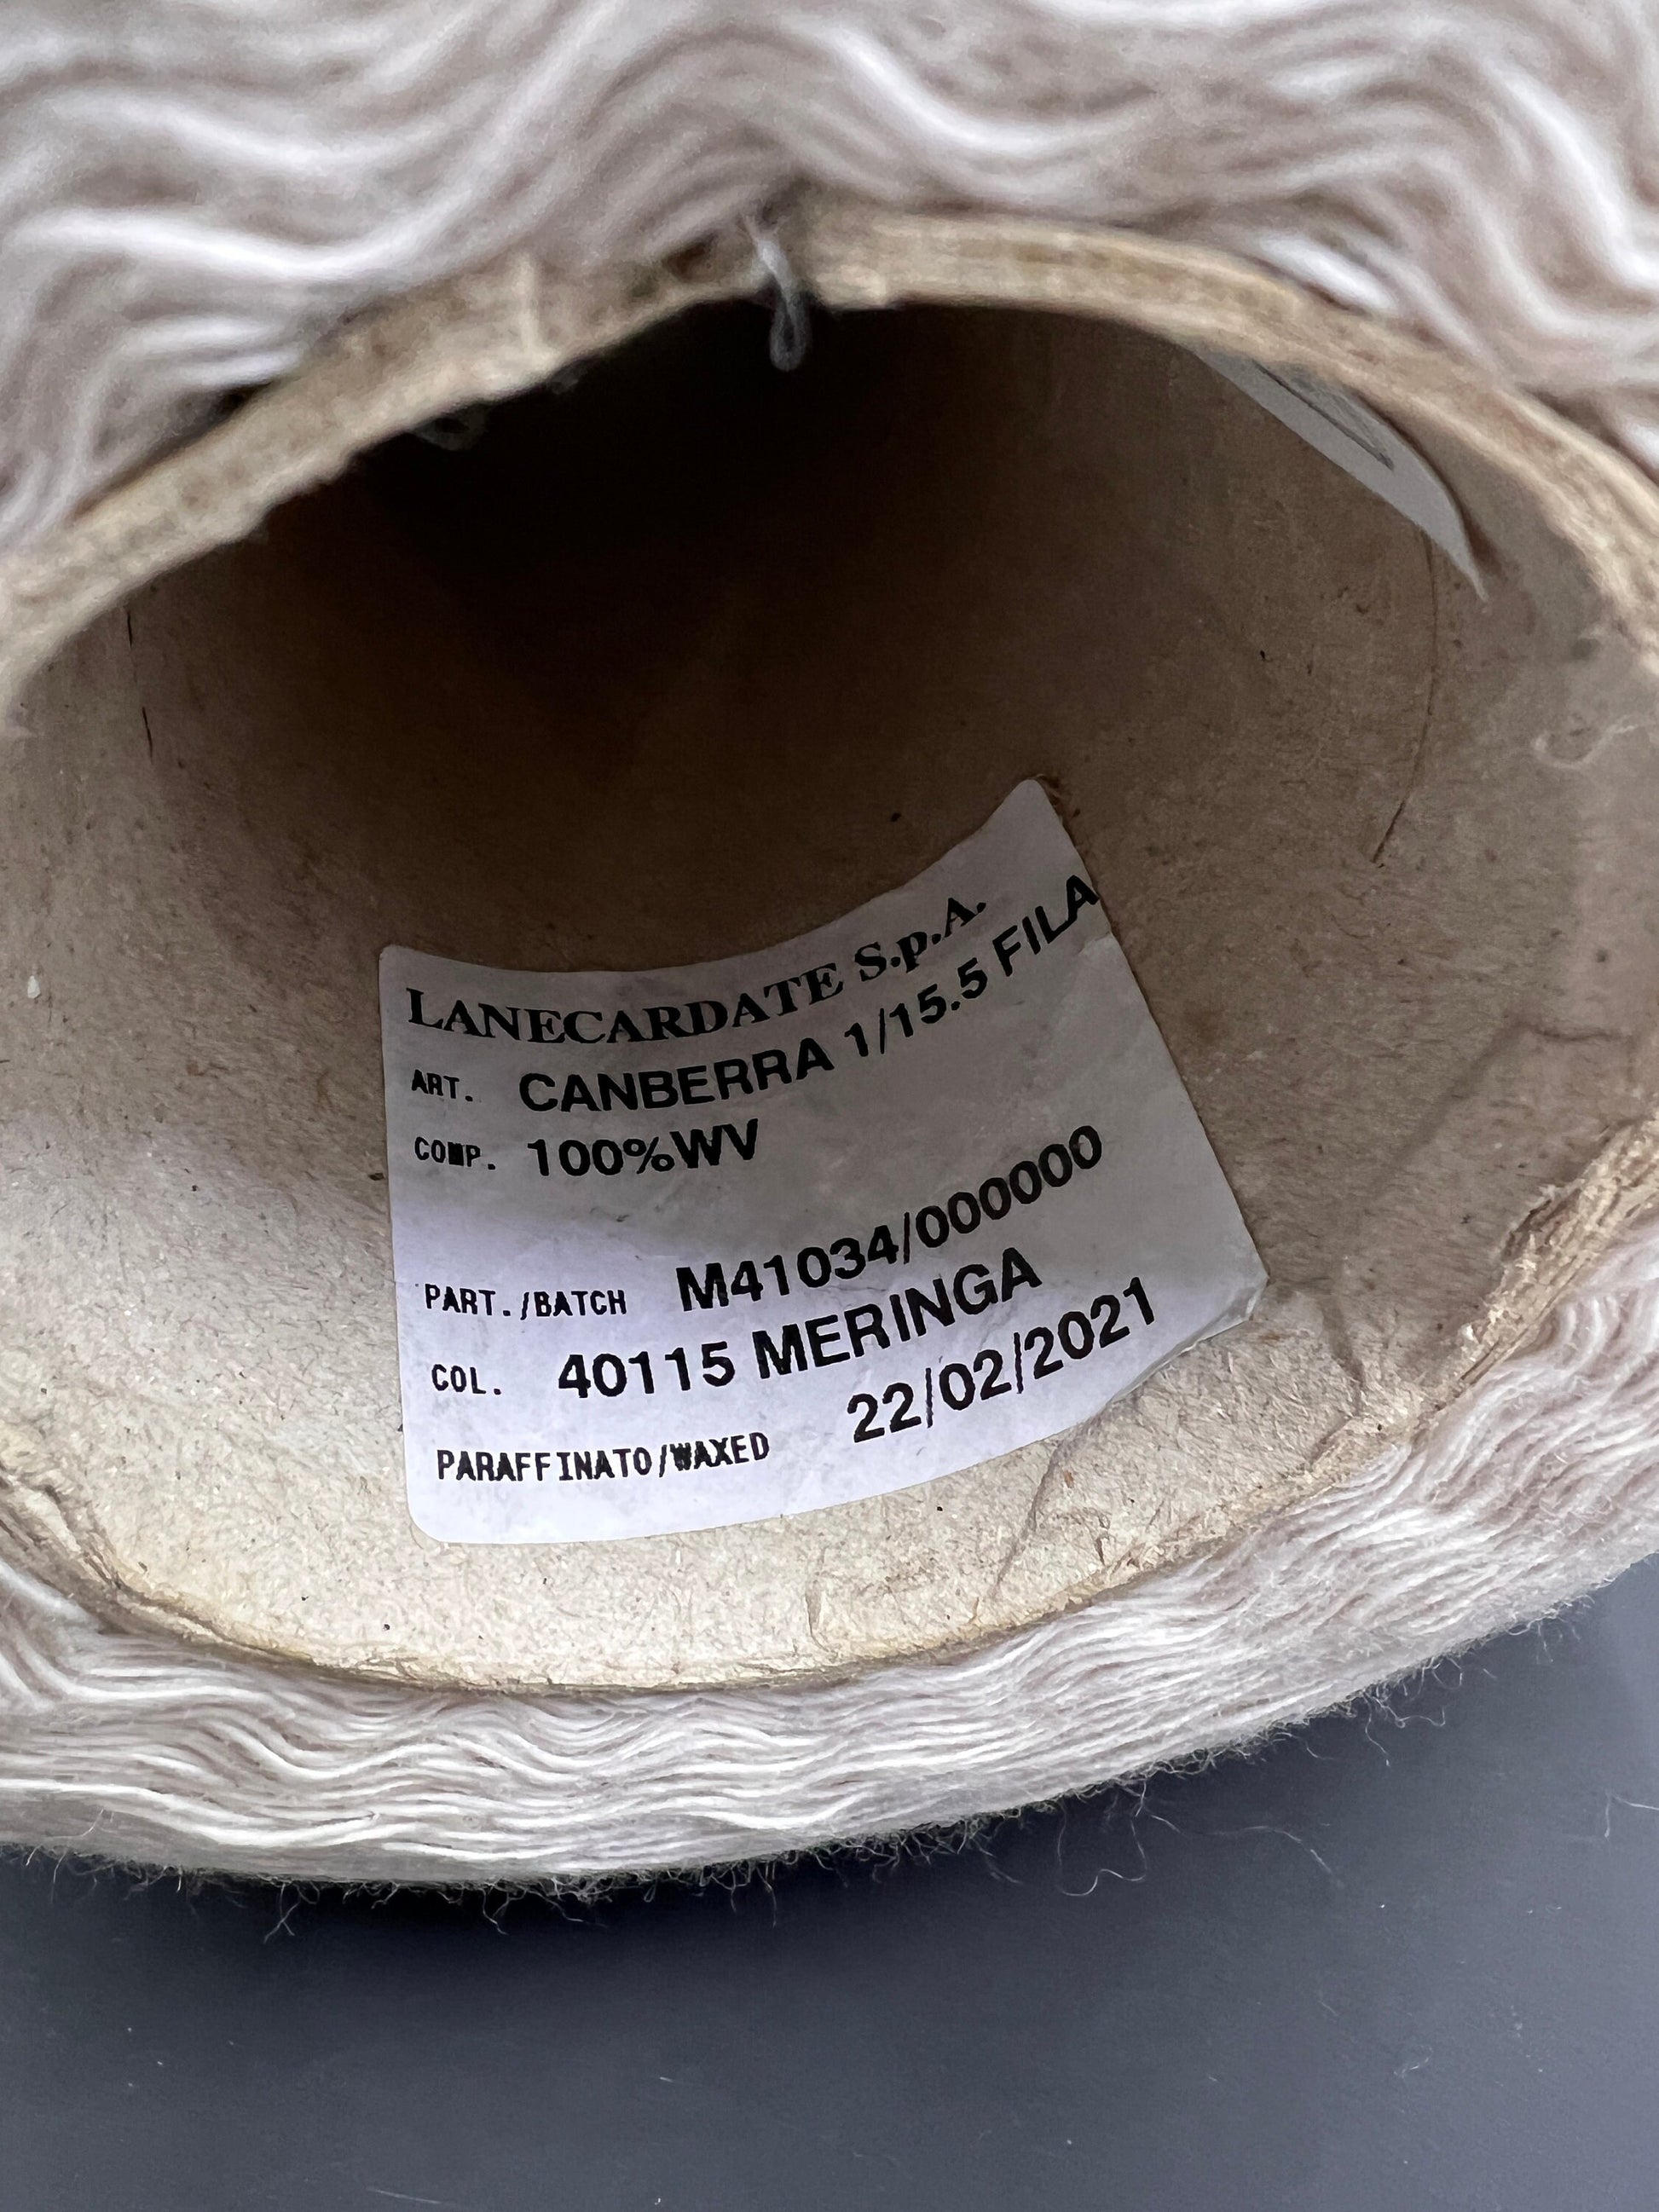 LANECARDATE S.p.A.
ART. CANBERRA 1/15.5 FILA
COMP. 100%WV
PART./BATCH M41034/000000
COL. 40115 MERINGA
PARAFFINATO/WAXED 22/02/2021